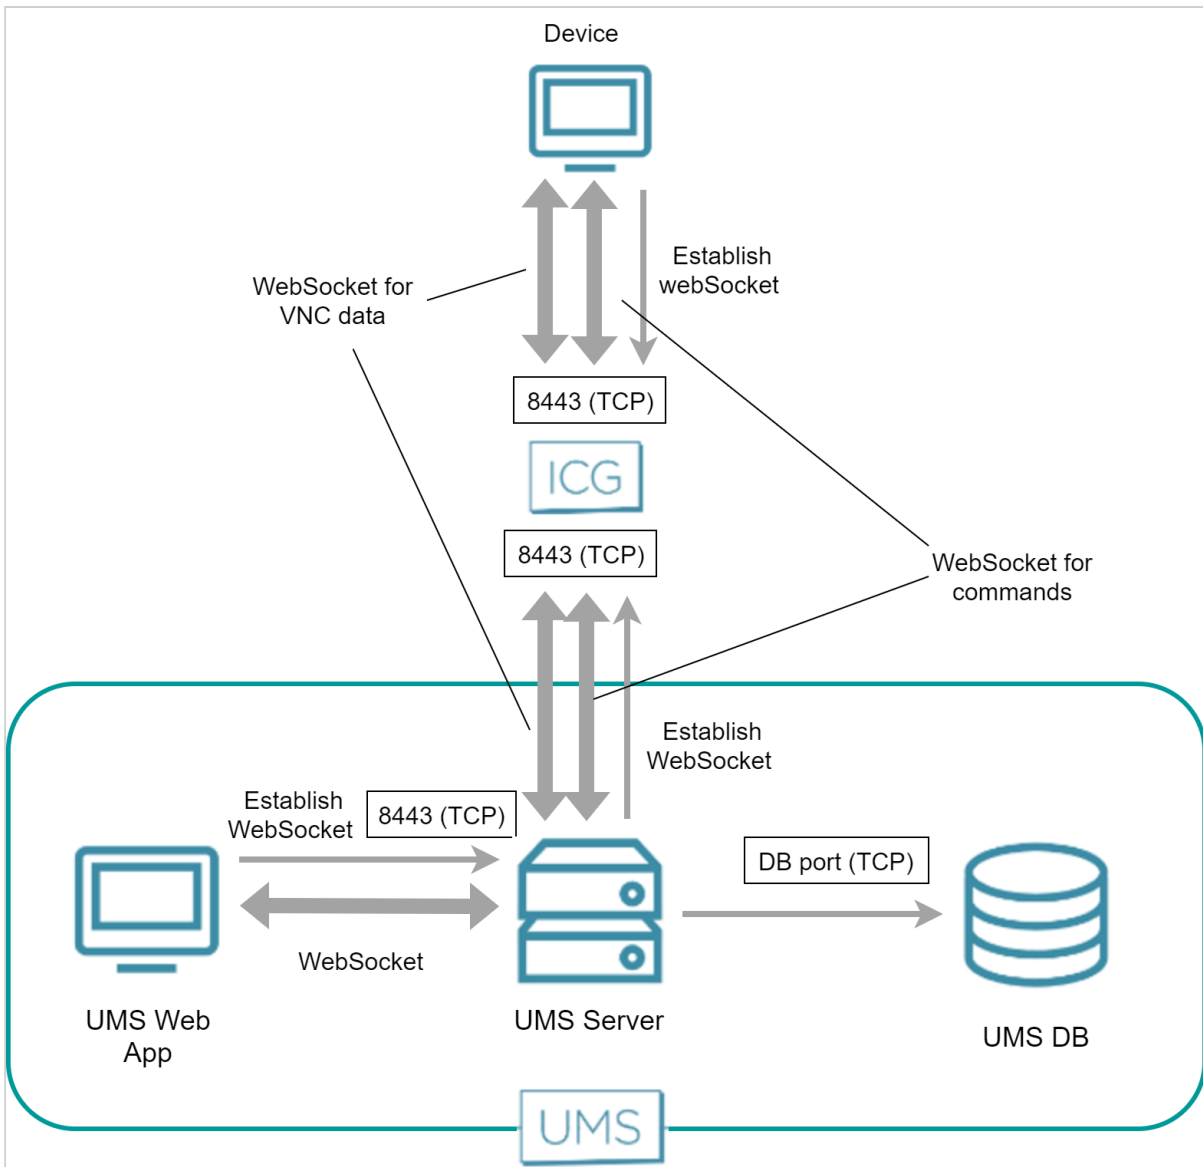 Device
Establish
webSocket
WebSocket for
VNC data
8443 (TCP)
ICG
8443 (TCP)
WebSocket for
commands
Establish
WebSocket
Establish
WebSocket
8443 (TCP)
DB port (TCP)
WebSocket
UMS Web
App
UMS Server
UMS DB
UMS